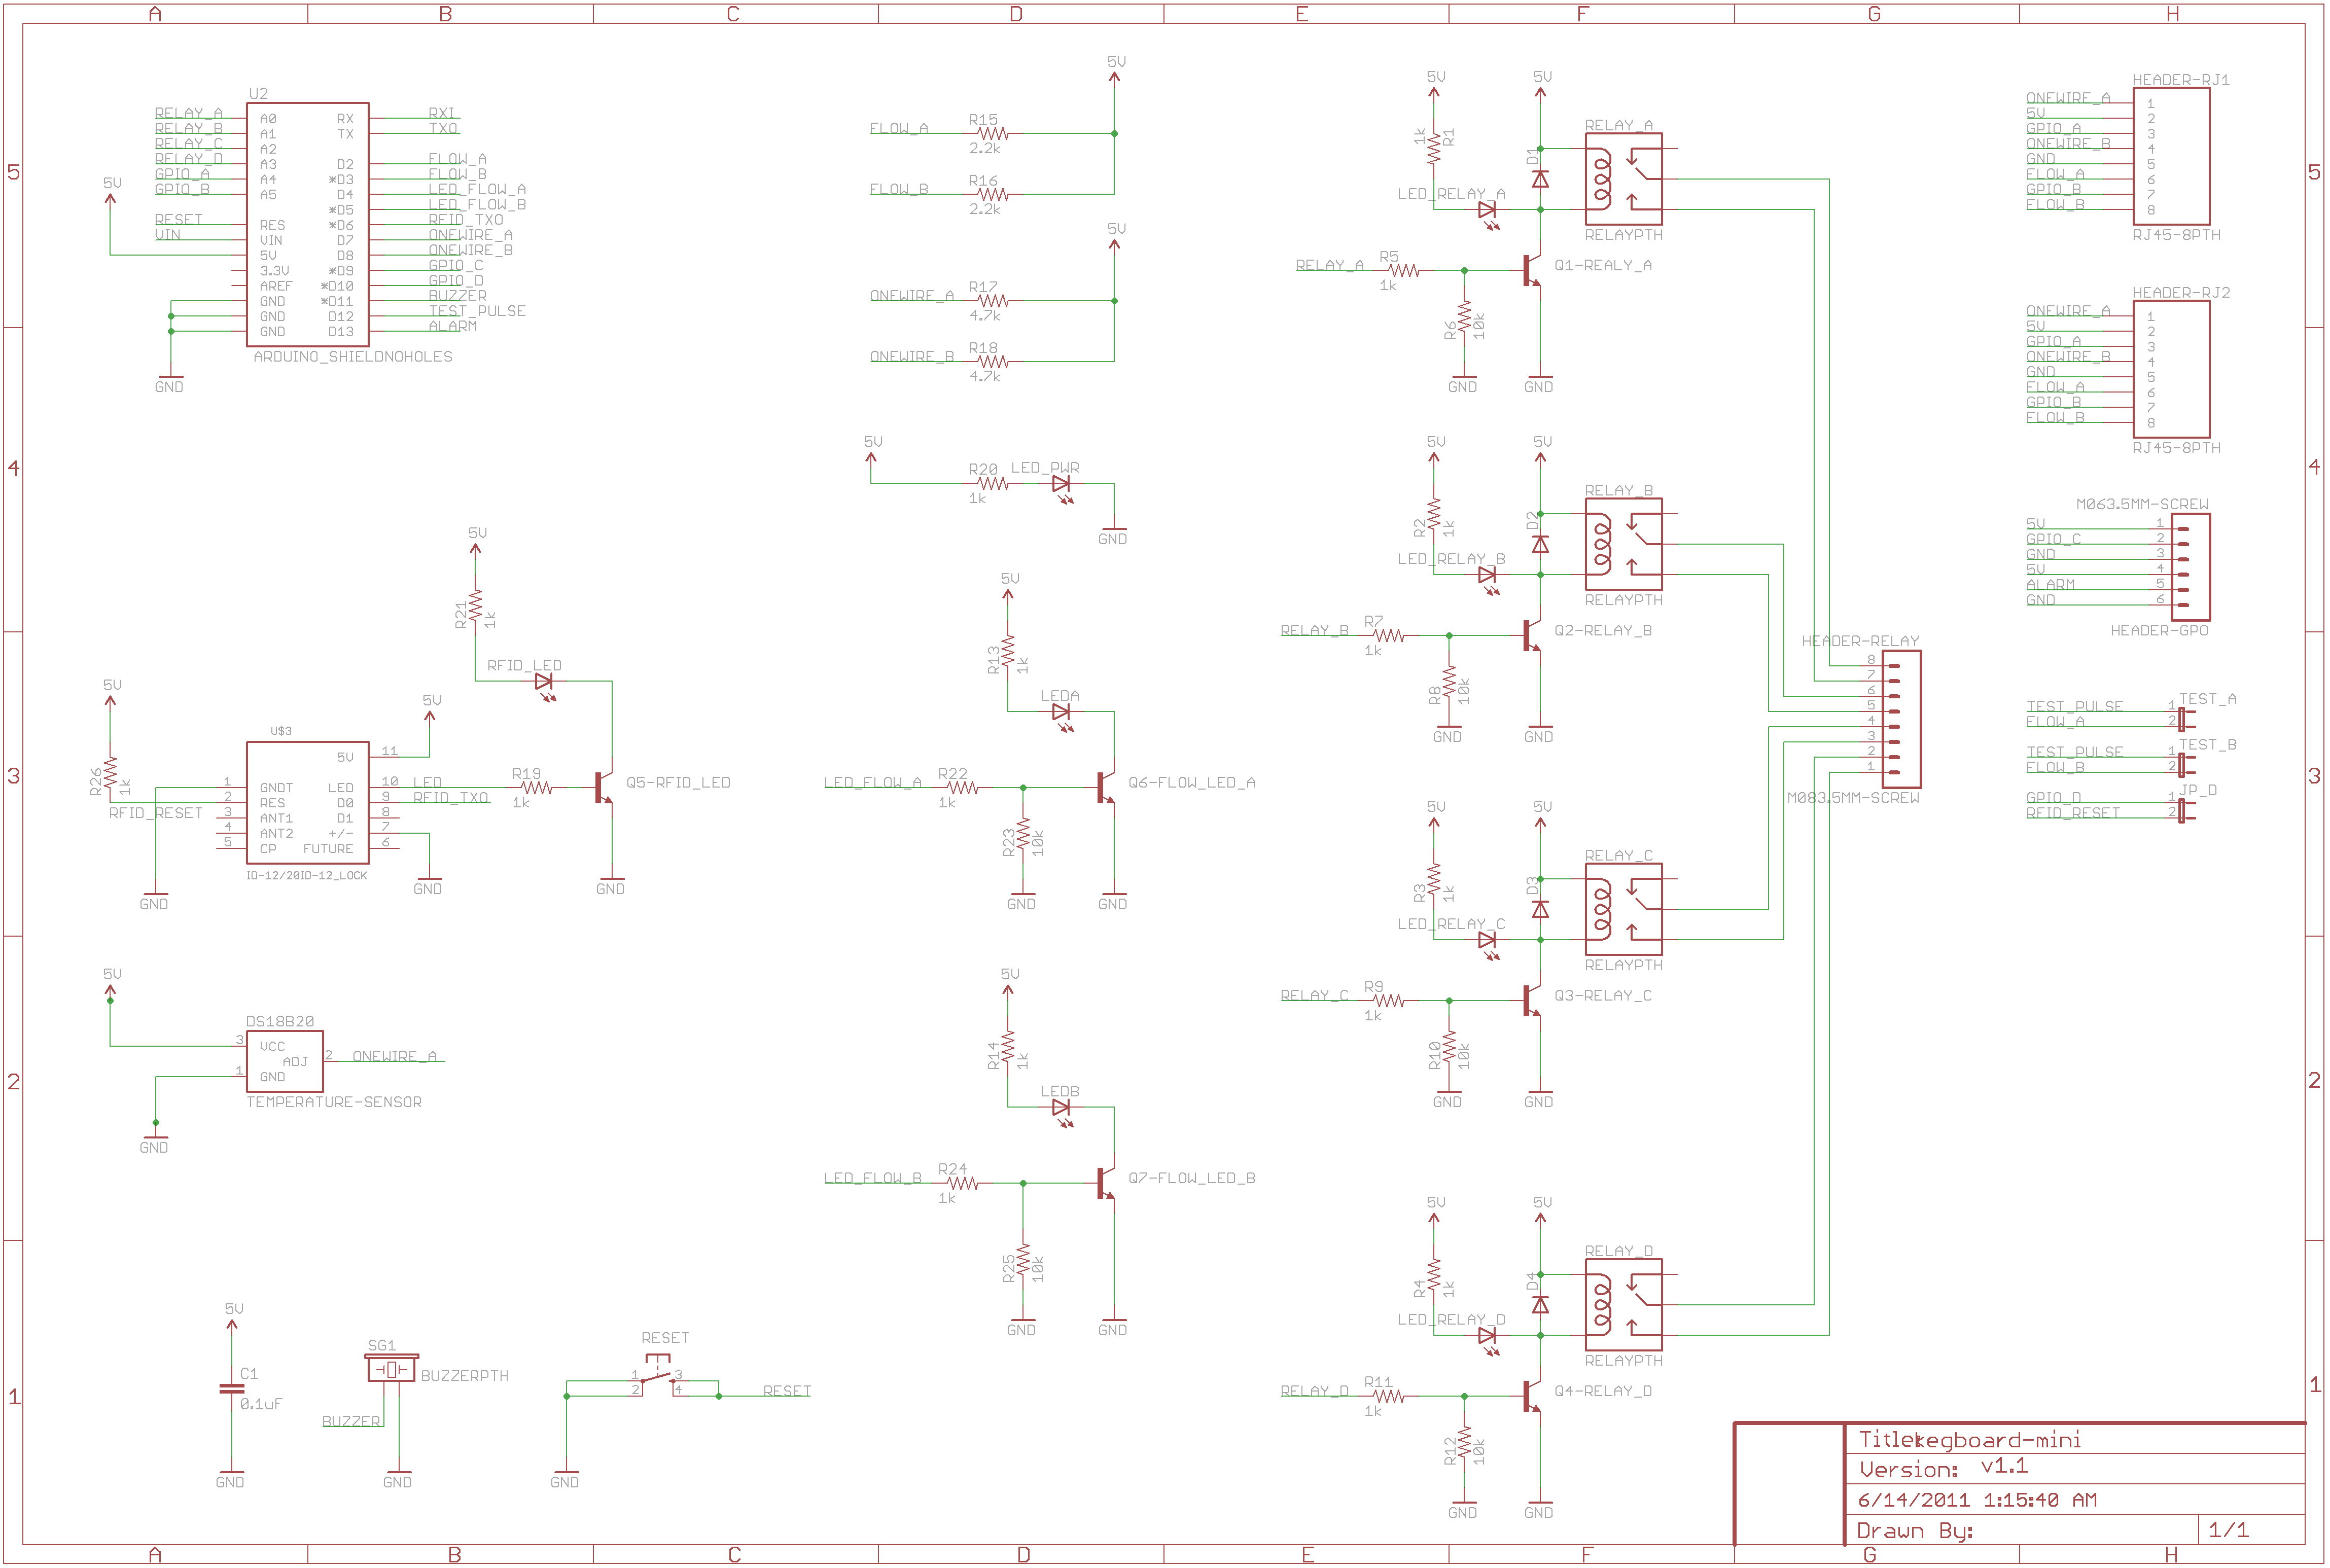 A B C D E F G H
5
4
3
2
1
U2
RELAY_A
RELAY_B
RELAY_C
RELAY_D
GPIO_A
GPIO_B
5V
RESET
VIN
A0
A1
A2
A3
A4
A5
RES
VIN
5V
3.3V
AREF
GND
GND
GND
RX
TX
D2
*D3
D4
*D5
*D6
D7
D8
*D9
*D10
*D11
D12
D13
RXI
TXO
FLOW_A
FLOW_B
LED_FLOW_A
LED_FLOW_B
RFID_TXO
ONEWIRE_A
ONEWIRE_B
GPIO_C
GPIO_D
BUZZER
TEST_PULSE
ALARM
ARDUINO_SHIELDNOHOLES
GND
5V
R21
1k
RFID_LED
5V
R26
1k
RFID_RESET
U$3
5V
1 GNDT
2 RES
3 ANT1
4 ANT2
5 CP
5V 11
LED 10
D0 9
D1 8
+/- 7
FUTURE 6
ID-12/20ID-12_LOCK
LED
RFID_TXO
R19
1k
Q5-RFID_LED
GND
GND
GND
5V
DS18B20
3 VCC
ADJ 2
1 GND
ONEWIRE_A
TEMPERATURE-SENSOR
GND
5V
C1
0.1uF
GND
SG1
BUZZERPTH
BUZZER
GND
RESET
1
2
3
4
RESET
GND
5V
FLOW_A
R15
2.2k
FLOW_B
R16
2.2k
5V
ONEWIRE_A
R17
4.7k
ONEWIRE_B
R18
4.7k
5V
R20
1k
LED_PWR
GND
5V
R13
1k
LEDA
LED_FLOW_A
R22
1k
Q6-FLOW_LED_A
R23
10k
GND
GND
5V
R14
1k
LEDB
LED_FLOW_B
R24
1k
Q7-FLOW_LED_B
R25
10k
GND
GND
5V
5V
1k
R1
D1
RELAY_A
LED_RELAY_A
RELAYPTH
RELAY_A
R5
1k
Q1-REALY_A
R6
10k
GND
GND
5V
5V
R2
1k
D2
RELAY_B
LED_RELAY_B
RELAYPTH
RELAY_B
R7
1k
Q2-RELAY_B
R8
10k
GND
GND
5V
5V
R3
1k
D3
RELAY_C
LED_RELAY_C
RELAYPTH
RELAY_C
R9
1k
Q3-RELAY_C
R10
10k
GND
GND
5V
5V
R4
1k
D4
RELAY_D
LED_RELAY_D
RELAYPTH
RELAY_D
R11
1k
Q4-RELAY_D
R12
10k
GND
GND
HEADER-RELAY
8
7
6
5
4
3
2
1
M083.5MM-SCREW
HEADER-RJ1
ONEWIRE_A 1
5V 2
GPIO_A 3
ONEWIRE_B 4
GND 5
FLOW_A 6
GPIO_B 7
FLOW_B 8
RJ45-8PTH
HEADER-RJ2
ONEWIRE_A 1
5V 2
GPIO_A 3
ONEWIRE_B 4
GND 5
FLOW_A 6
GPIO_B 7
FLOW_B 8
RJ45-8PTH
M063.5MM-SCREW
5V 1
GPIO_C 2
GND 3
5V 4
ALARM 5
GND 6
HEADER-GPO
TEST_A
TEST_PULSE 1
FLOW_A 2
TEST_B
TEST_PULSE 1
FLOW_B 2
JP_D
GPIO_D 1
RFID_RESET 2
Title: kegboard-mini
Version: v1.1
6/14/2011 1:15:40 AM
Drawn By:
1/1
5
4
3
2
1
A B C D E F G H